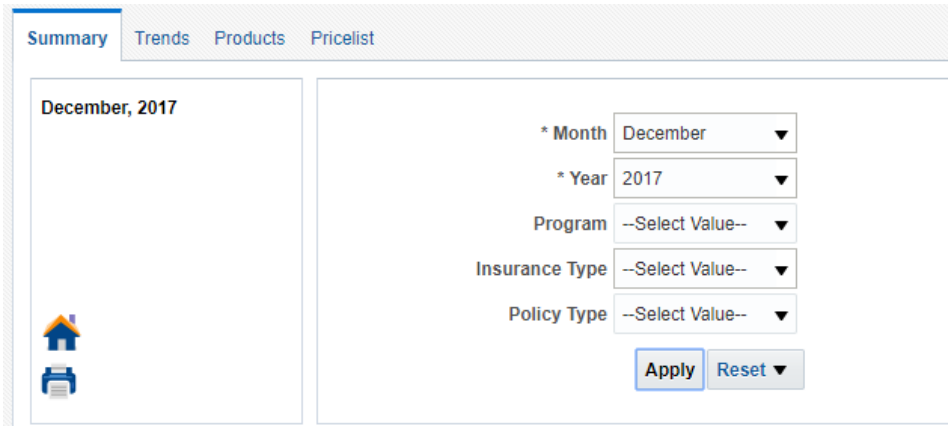 Summary Trends Products Pricelist
December, 2017
* Month December
* Year 2017
Program --Select Value--
Insurance Type --Select Value--
Policy Type --Select Value--
Apply Reset